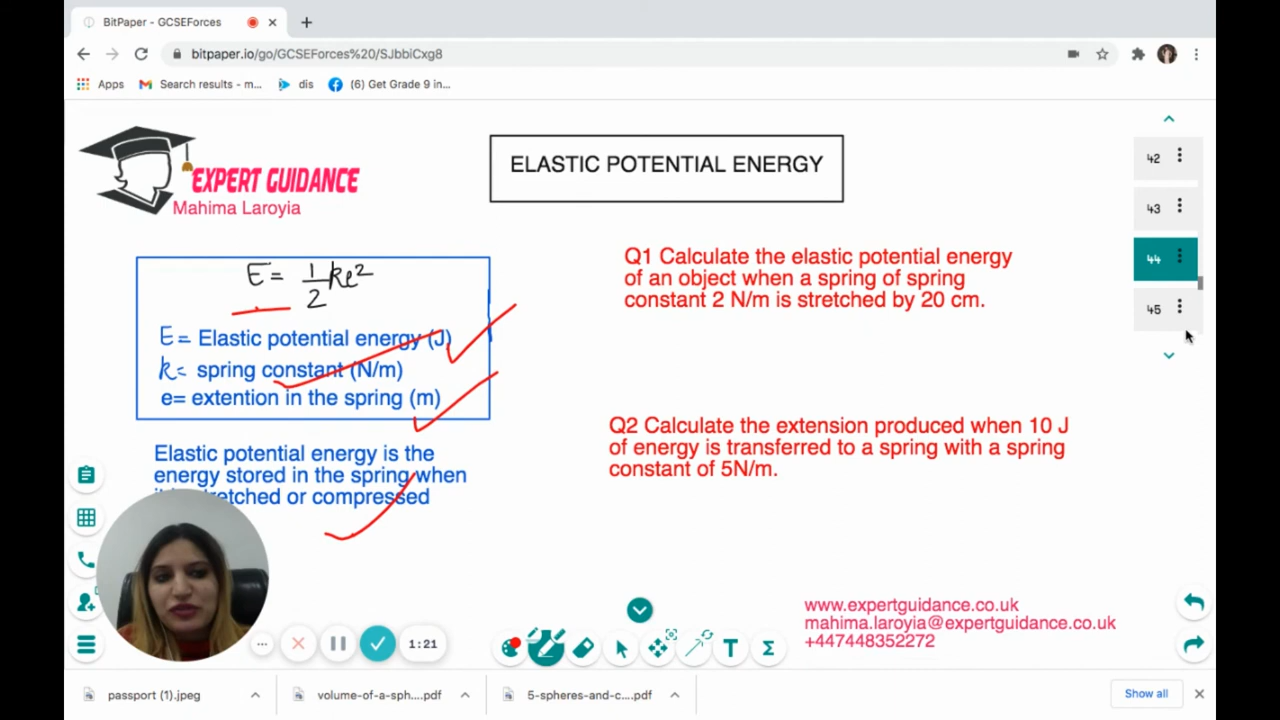 BitPaper - GCSEForces
bitpaper.io/go/GCSEForces%20/SJbbiCxg8
Apps
Search results - m...
dis
(6) Get Grade 9 in...
EXPERT GUIDANCE
Mahima Laroyia
ELASTIC POTENTIAL ENERGY
42
43
44
45
E = 1/2 ke²
E = Elastic potential energy (J)
k = spring constant (N/m)
e= extention in the spring (m)
Elastic potential energy is the
energy stored in the spring when
stretched or compressed
Q1 Calculate the elastic potential energy
of an object when a spring of spring
constant 2 N/m is stretched by 20 cm.
Q2 Calculate the extension produced when 10 J
of energy is transferred to a spring with a spring
constant of 5N/m.
www.expertguidance.co.uk
mahima.laroyia@expertguidance.co.uk
+447448352272
1:21
T
Σ
passport (1).jpeg
volume-of-a-sph....pdf
5-spheres-and-c....pdf
Show all